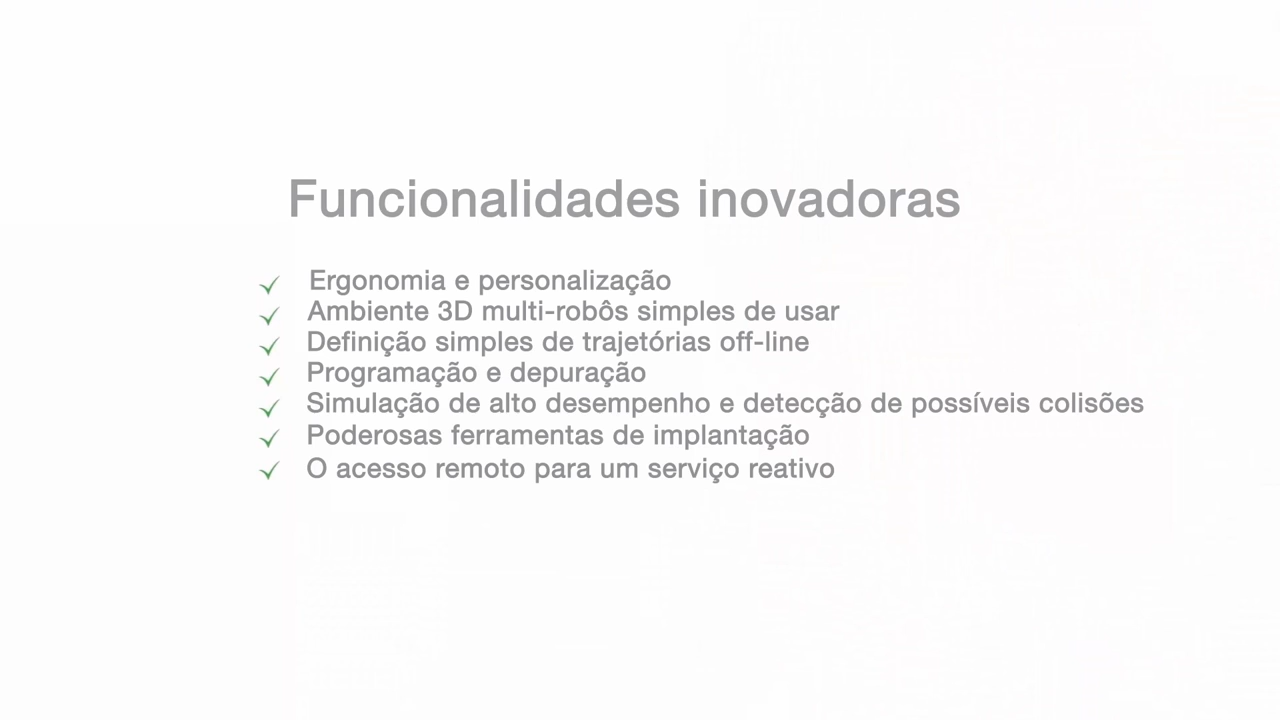 Funcionalidades inovadoras
Ergonomia e personalização
Ambiente 3D multi-robôs simples de usar
Definição simples de trajetórias off-line
Programação e depuração
Simulação de alto desempenho e detecção de possíveis colisões
Poderosas ferramentas de implantação
O acesso remoto para um serviço reativo